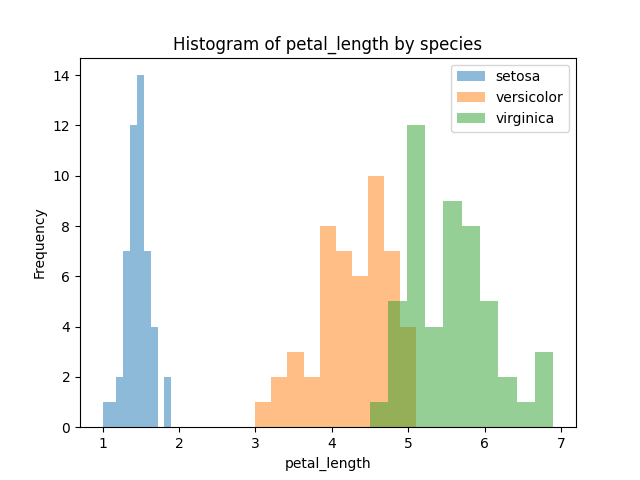 Histogram of petal_length by species
setosa
versicolor
virginica
Frequency
14
12
10
8
6
4
2
0
1 2 3 4 5 6 7
petal_length